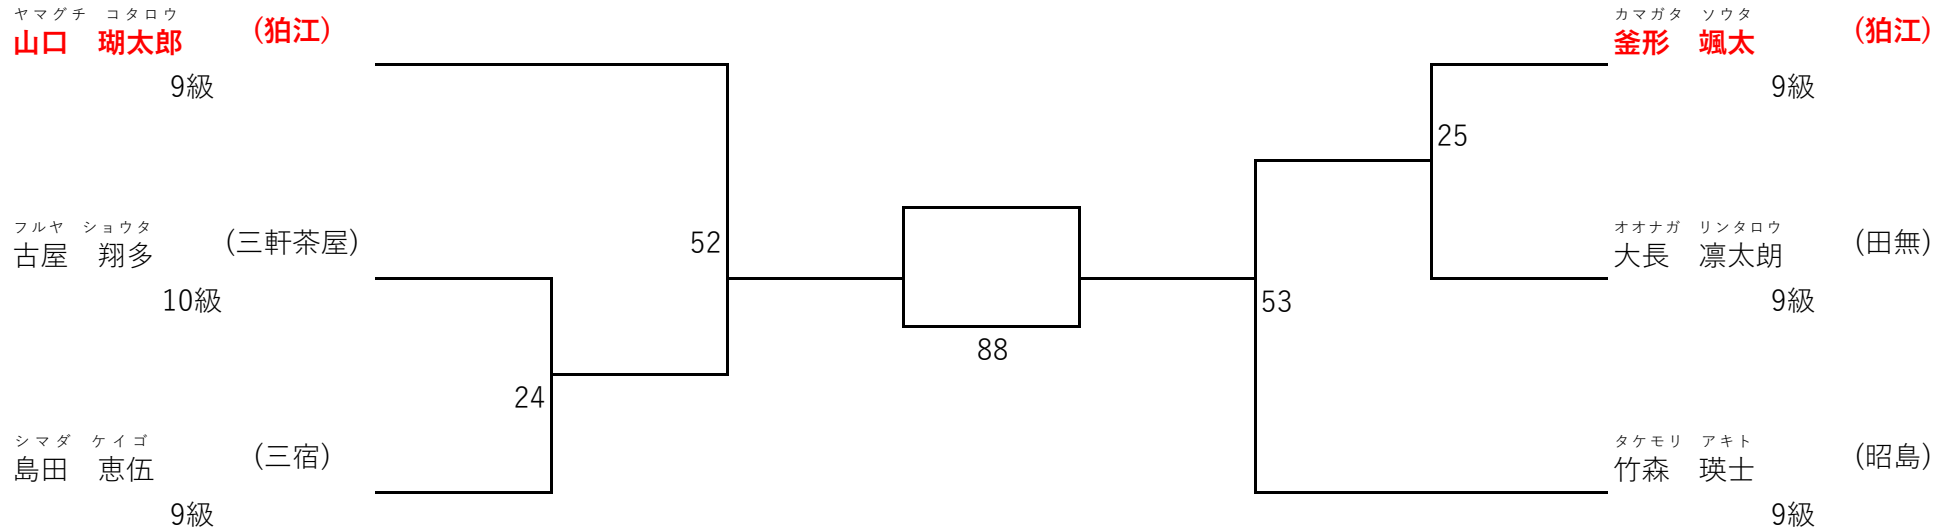 ヤマグチ　コタロウ
山口　瑚太郎　(狛江)
9級
フルヤ　ショウタ
古屋　翔多　(三軒茶屋)
10級
シマダ　ケイゴ
島田　恵伍　(三宿)
9級
24
52
88
53
25
カマガタ　ソウタ
釜形　颯太　(狛江)
9級
オオナガ　リンタロウ
大長　凛太朗　(田無)
9級
タケモリ　アキト
竹森　瑛士　(昭島)
9級